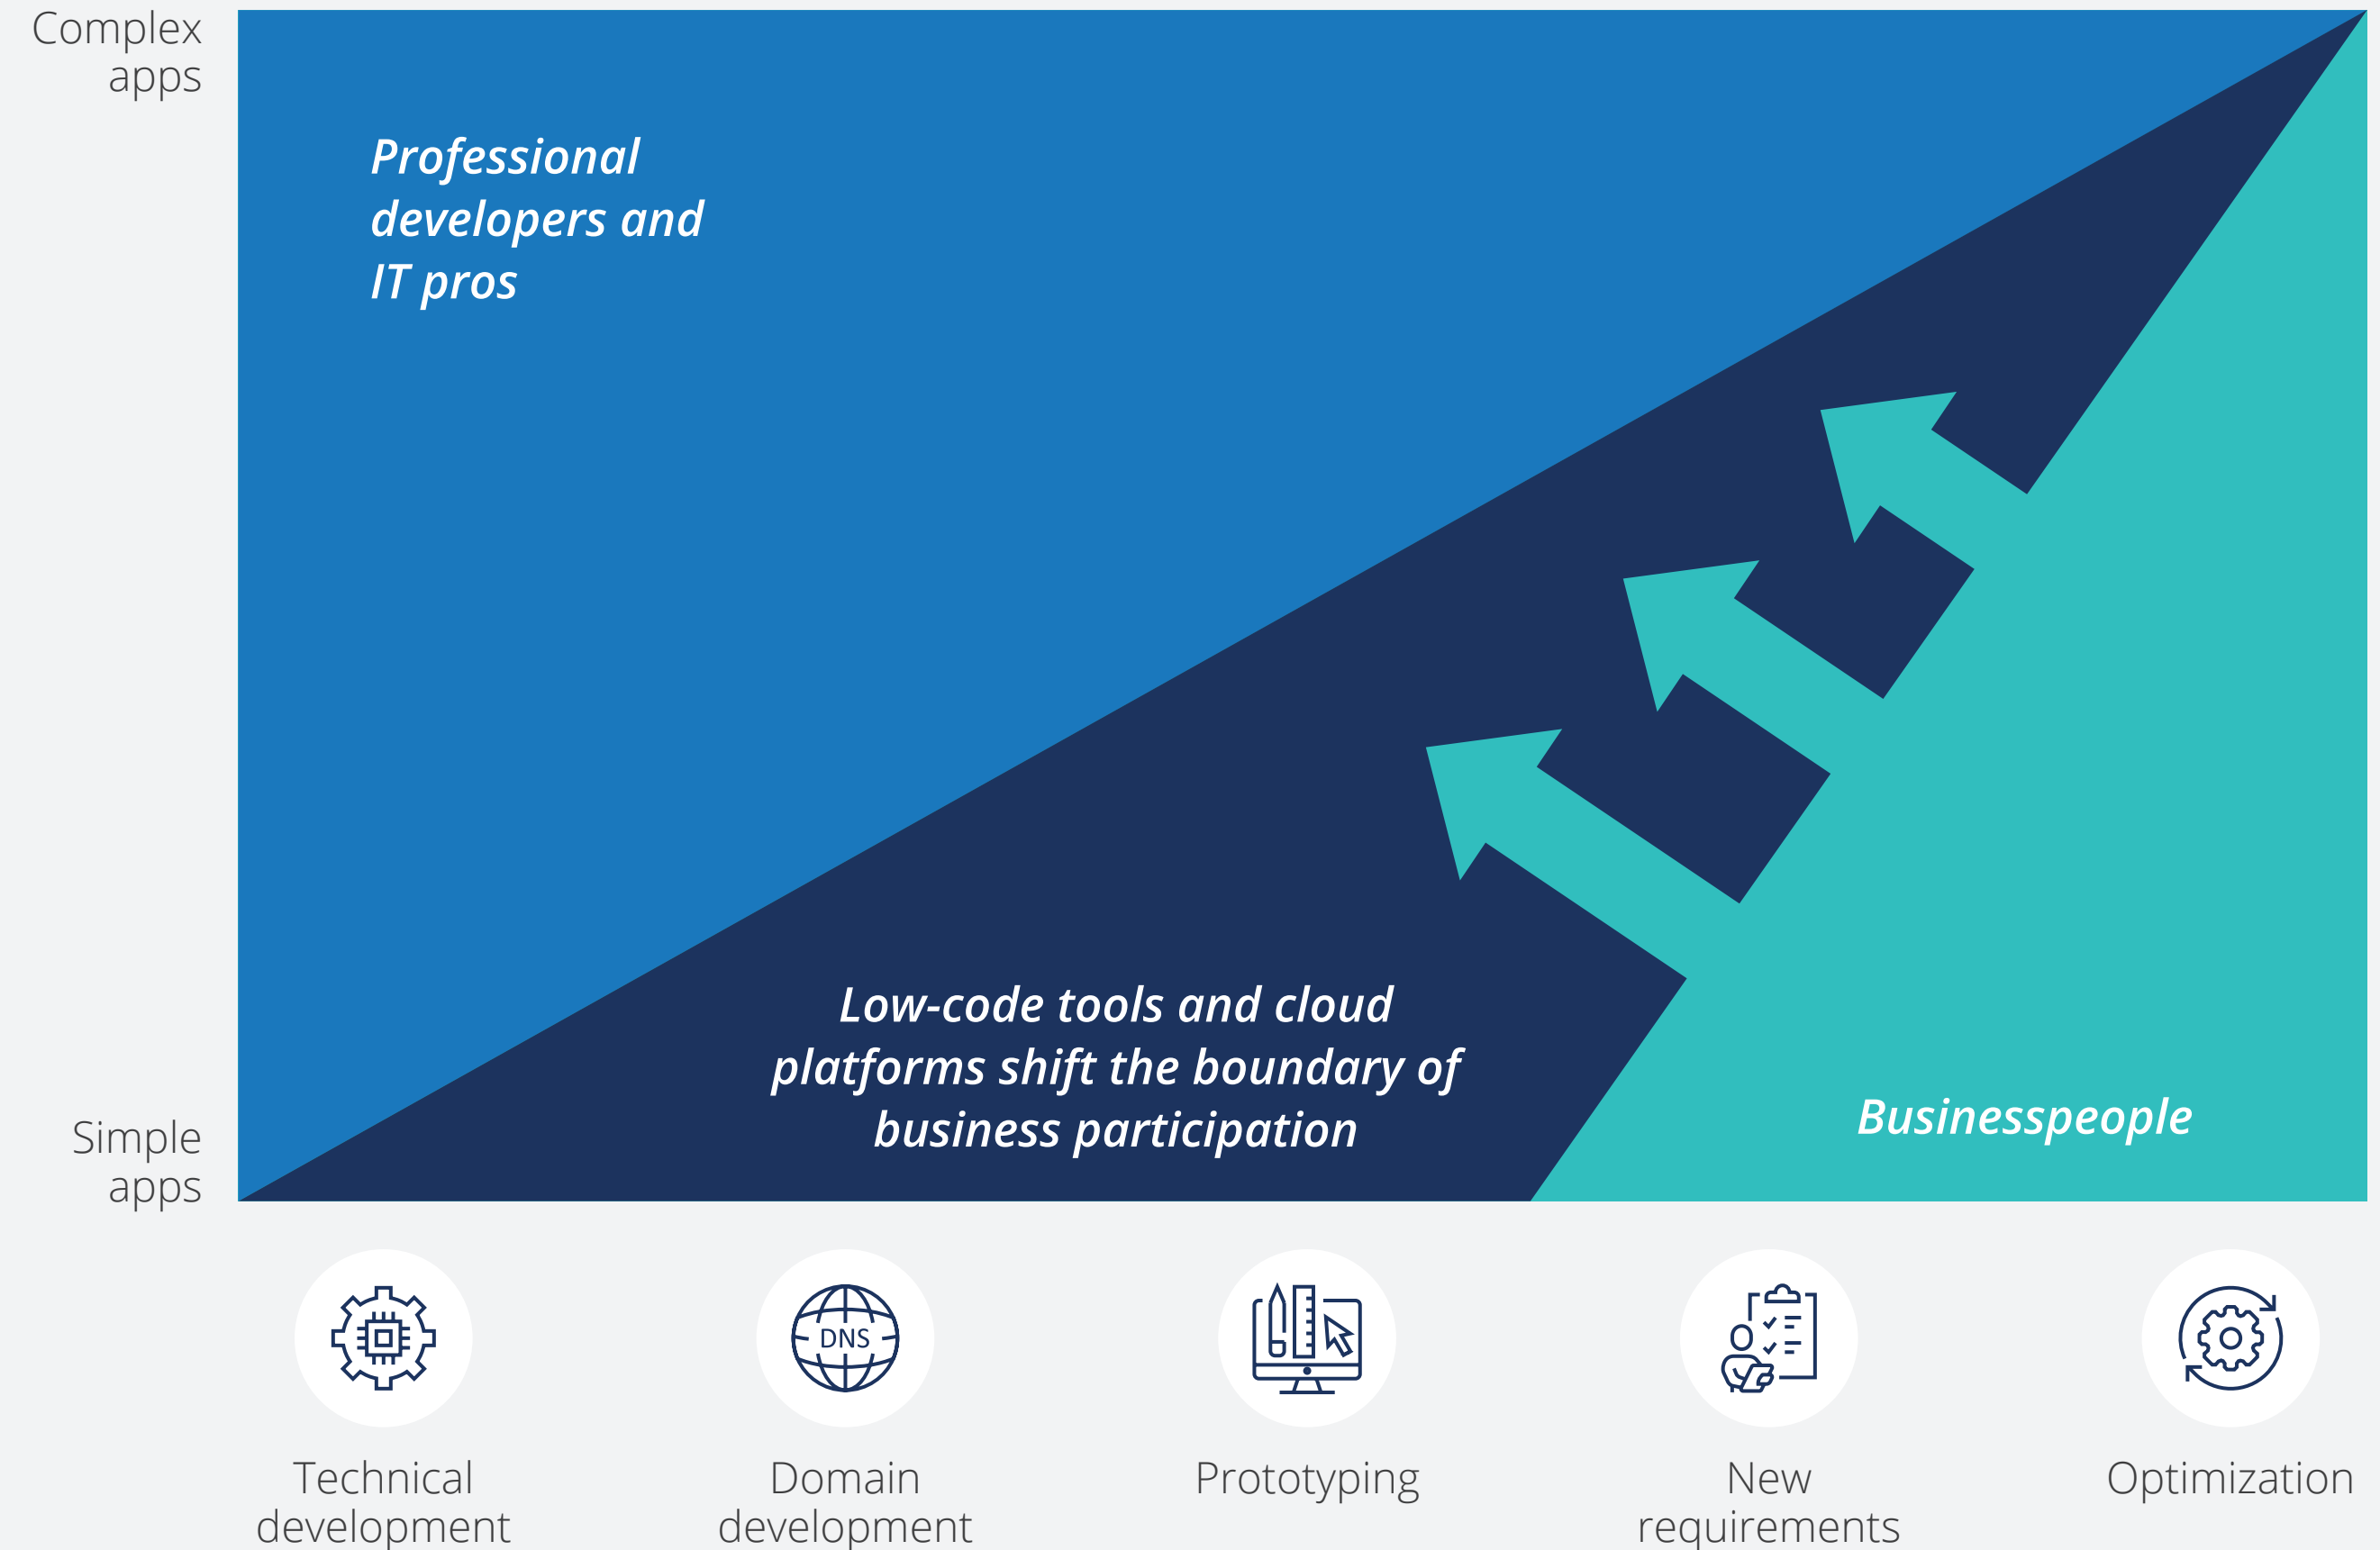 Complex
apps
Professional
developers and
IT pros
Low-code tools and cloud
platforms shift the boundary of
business participation
Businesspeople
Simple
apps
DNS
Technical
development
Domain
development
Prototyping
New
requirements
Optimization